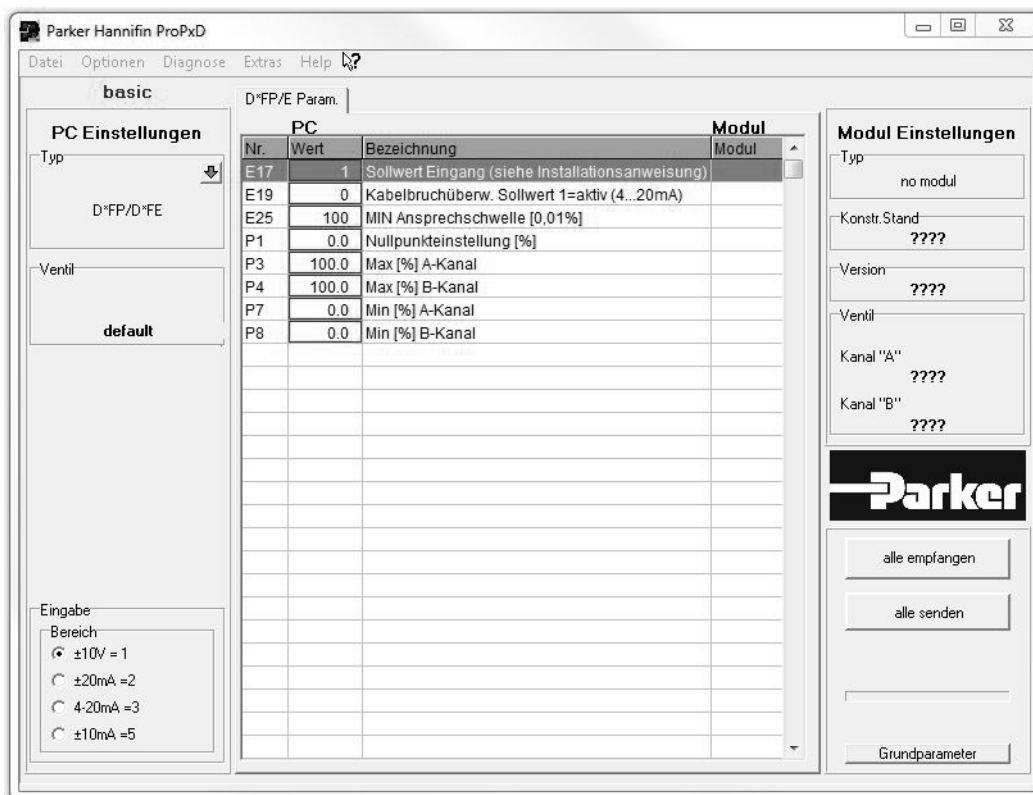 Parker Hannifin ProPxD
Datei Optionen Diagnose Extras Help
basic
PC Einstellungen
Typ
D*FP/D*FE
Ventil
default
Eingabe
Bereich
±10V = 1
±20mA =2
4-20mA =3
±10mA =5
D*FP/E Param.
PC Modul
Nr. Wert Bezeichnung Modul
E17 1 Sollwert Eingang (siehe Installationsanweisung)
E19 0 Kabelbruchüberw. Sollwert 1=aktiv (4...20mA)
E25 100 MIN Ansprechschwelle [0,01%]
P1 0.0 Nullpunkteinstellung [%]
P3 100.0 Max [%] A-Kanal
P4 100.0 Max [%] B-Kanal
P7 0.0 Min [%] A-Kanal
P8 0.0 Min [%] B-Kanal
Modul Einstellungen
Typ
no modul
Konstr.Stand
????
Version
????
Ventil
Kanal "A"
????
Kanal "B"
????
Parker
alle empfangen
alle senden
Grundparameter